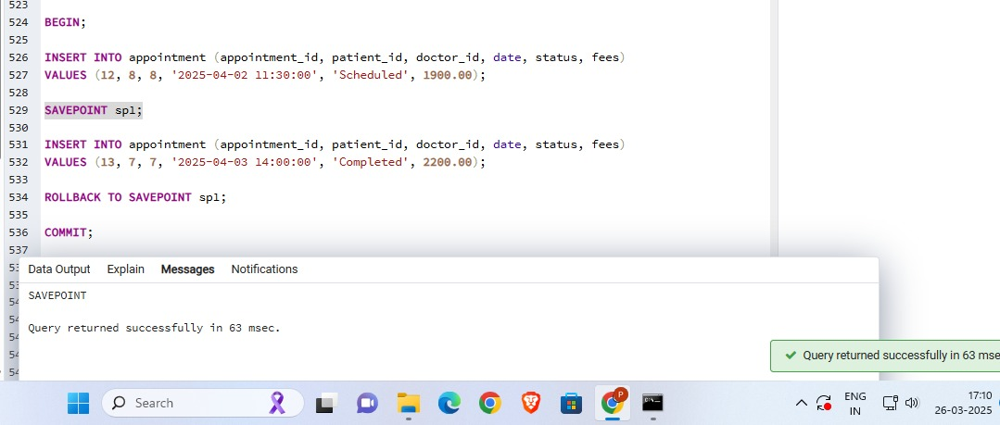 523
524 BEGIN;
525
526 INSERT INTO appointment (appointment_id, patient_id, doctor_id, date, status, fees)
527 VALUES (12, 8, 8, '2025-04-02 11:30:00', 'Scheduled', 1900.00);
528
529 SAVEPOINT sp1;
530
531 INSERT INTO appointment (appointment_id, patient_id, doctor_id, date, status, fees)
532 VALUES (13, 7, 7, '2025-04-03 14:00:00', 'Completed', 2200.00);
533
534 ROLLBACK TO SAVEPOINT sp1;
535
536 COMMIT;
537
Data Output Explain Messages Notifications
SAVEPOINT
Query returned successfully in 63 msec.
Query returned successfully in 63 mse
Search
P
ENG
IN
17:10
26-03-2025